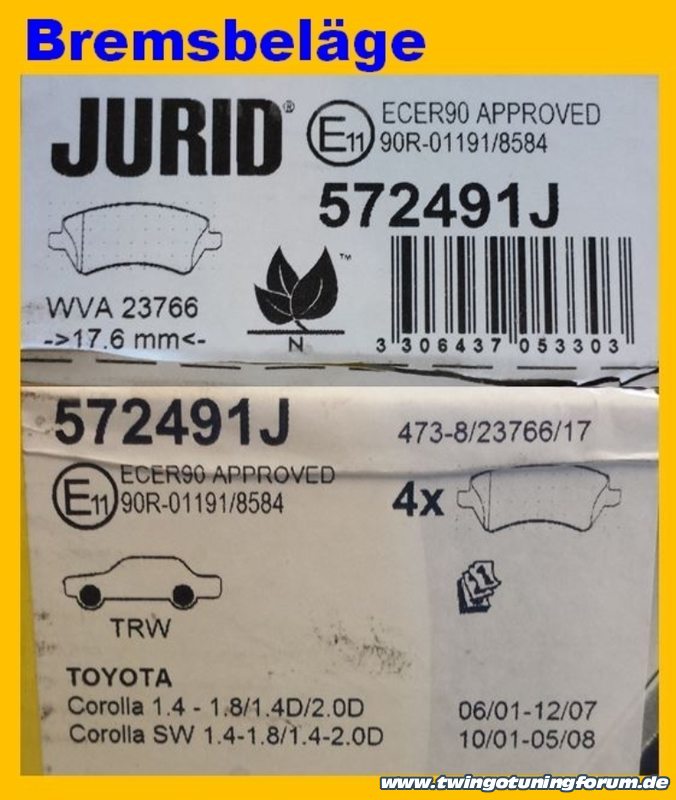 Bremsbeläge
JURID® E11 ECER90 APPROVED
90R-01191/8584
572491J
WVA 23766
->17.6 mm<-
™
N
3 306437 053303
572491J 473-8/23766/17
E11 ECER90 APPROVED
90R-01191/8584
4x
21
TRW
TOYOTA
Corolla 1.4 - 1.8/1.4D/2.0D 06/01-12/07
Corolla SW 1.4-1.8/1.4-2.0D 10/01-05/08
www.twingotuningforum.de